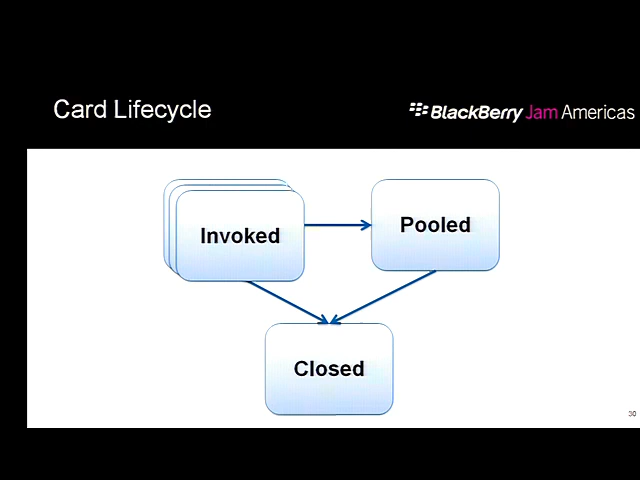 Card Lifecycle
BlackBerry Jam Americas
Invoked
Pooled
Closed
30